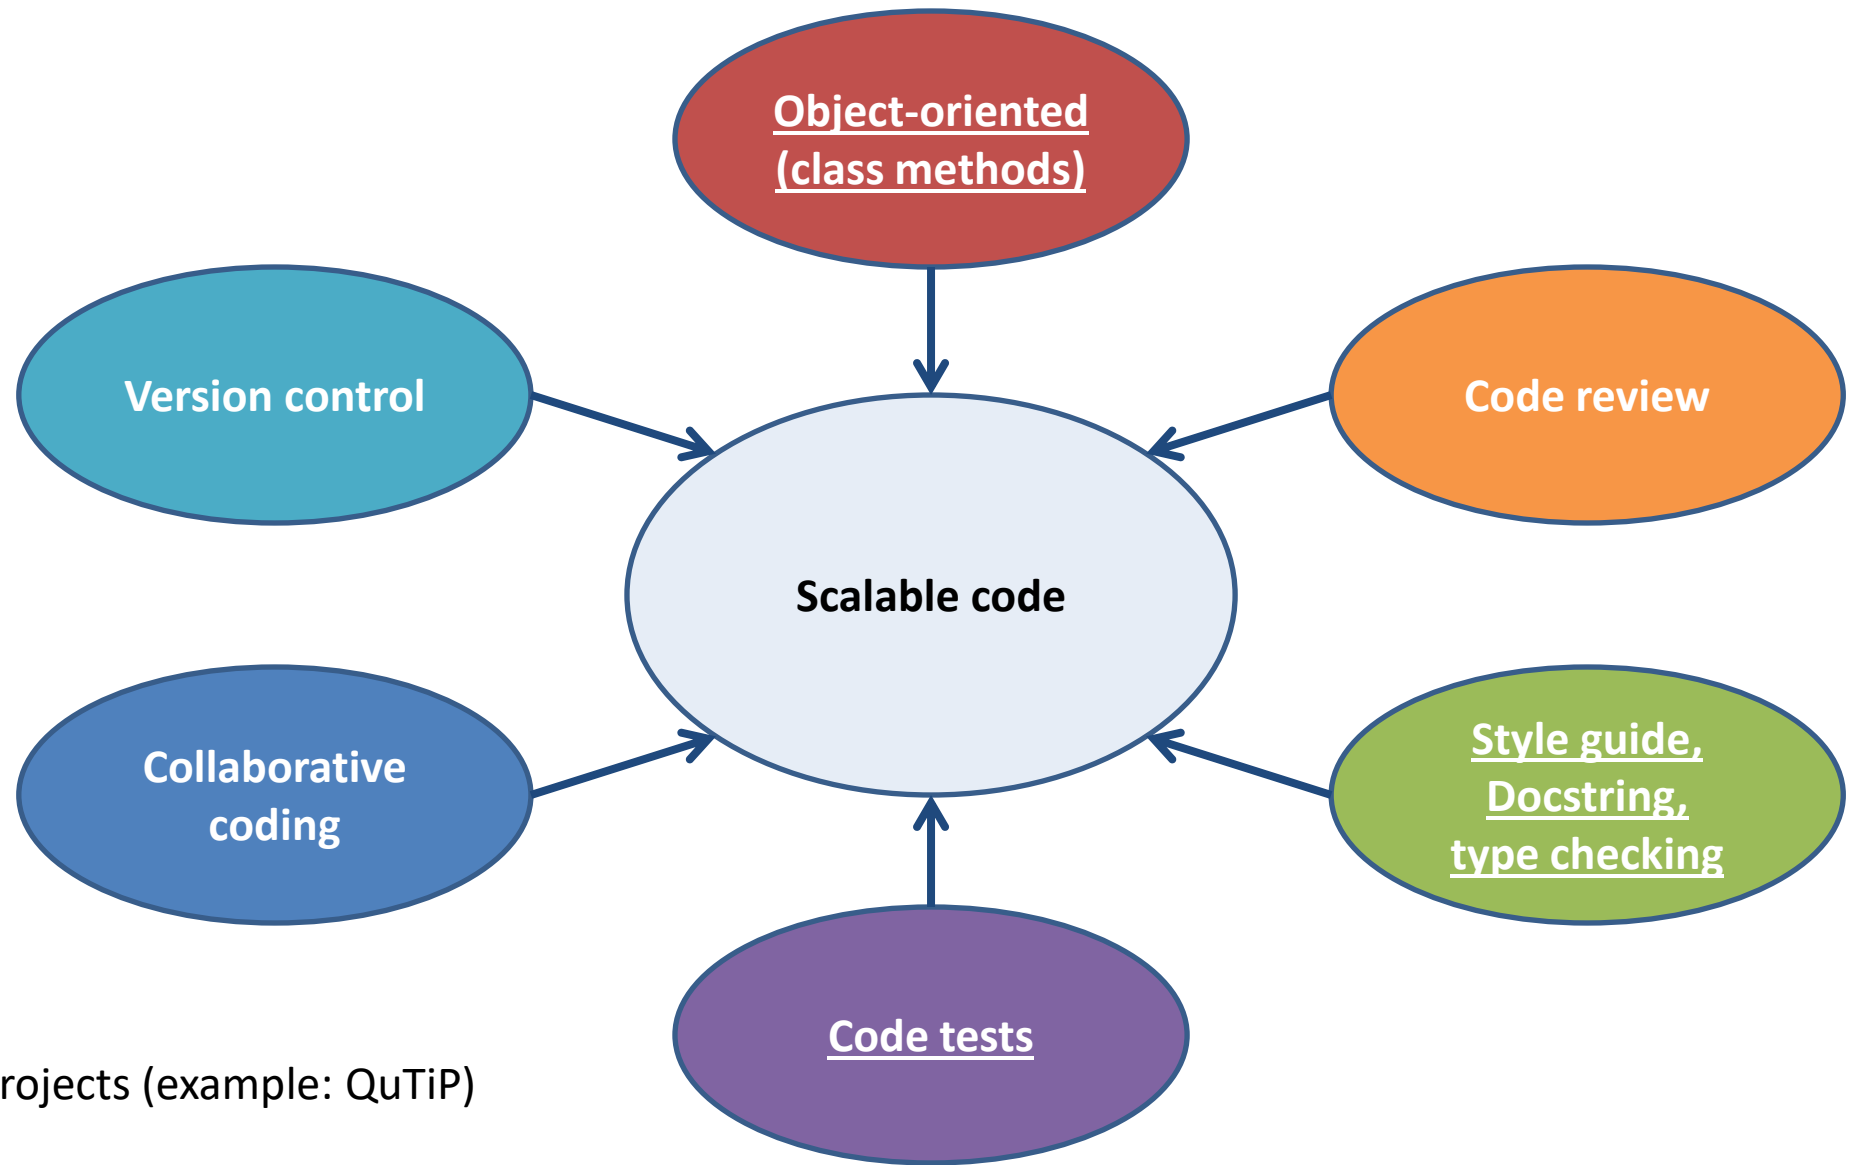 Object-oriented
(class methods)
Version control
Code review
Scalable code
Collaborative
coding
Style guide,
Docstring,
type checking
Code tests
rojects (example: QuTiP)